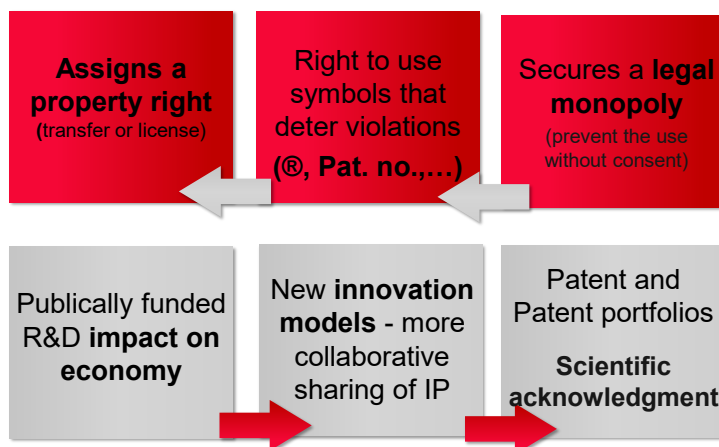 Assigns a
property right
(transfer or license)
Right to use
symbols that
deter violations
(®, Pat. no.,…)
Secures a legal
monopoly
(prevent the use
without consent)
Publically funded
R&D impact on
economy
New innovation
models - more
collaborative
sharing of IP
Patent and
Patent portfolios
Scientific
acknowledgment